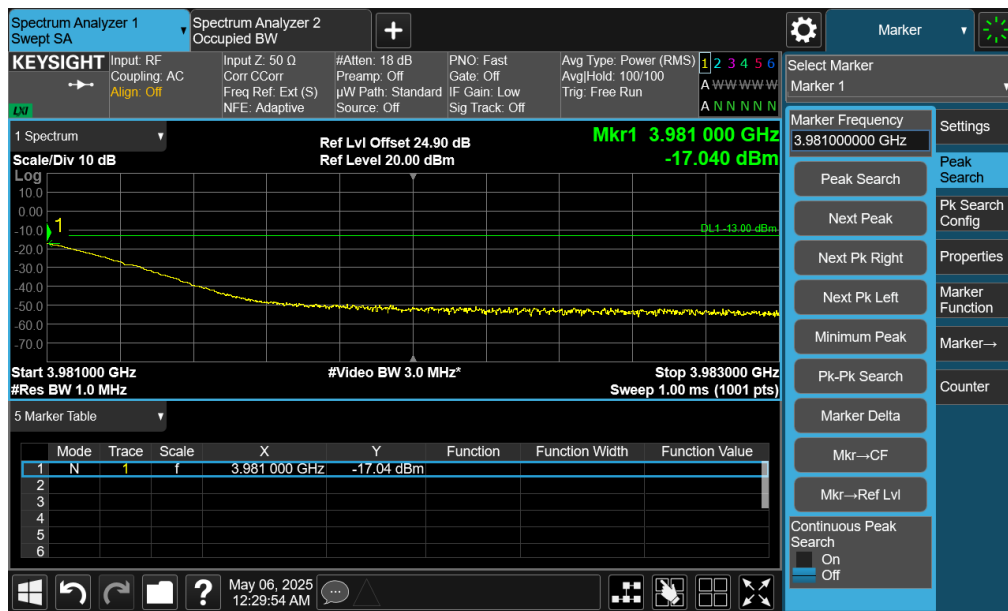 Spectrum Analyzer 1
Swept SA
Spectrum Analyzer 2
Occupied BW
+
Marker
KEYSIGHT
LXI
Input: RF
Coupling: AC
Align: Off
Input Z: 50 Ω
Corr CCorr
Freq Ref: Ext (S)
NFE: Adaptive
#Atten: 18 dB
Preamp: Off
µW Path: Standard
Source: Off
PNO: Fast
Gate: Off
IF Gain: Low
Sig Track: Off
Avg Type: Power (RMS)
Avg|Hold: 100/100
Trig: Free Run
1 2 3 4 5 6
A W W W W W
A N N N N N
Select Marker
Marker 1
1 Spectrum
Scale/Div 10 dB
Ref Lvl Offset 24.90 dB
Ref Level 20.00 dBm
Mkr1 3.981 000 GHz
-17.040 dBm
Log
10.0
0.00
-10.0
-20.0
-30.0
-40.0
-50.0
-60.0
-70.0
1
DL1 -13.00 dBm
Start 3.981000 GHz
#Res BW 1.0 MHz
#Video BW 3.0 MHz*
Stop 3.983000 GHz
Sweep 1.00 ms (1001 pts)
Marker Frequency
3.981000000 GHz
Peak Search
Next Peak
Next Pk Right
Next Pk Left
Minimum Peak
Pk-Pk Search
Marker Delta
Mkr→CF
Mkr→Ref Lvl
Continuous Peak
Search
On
Off
Settings
Peak
Search
Pk Search
Config
Properties
Marker
Function
Marker→
Counter
5 Marker Table
Mode Trace Scale X Y Function Function Width Function Value
1 N 1 f 3.981 000 GHz -17.04 dBm
2
3
4
5
6
?
May 06, 2025
12:29:54 AM